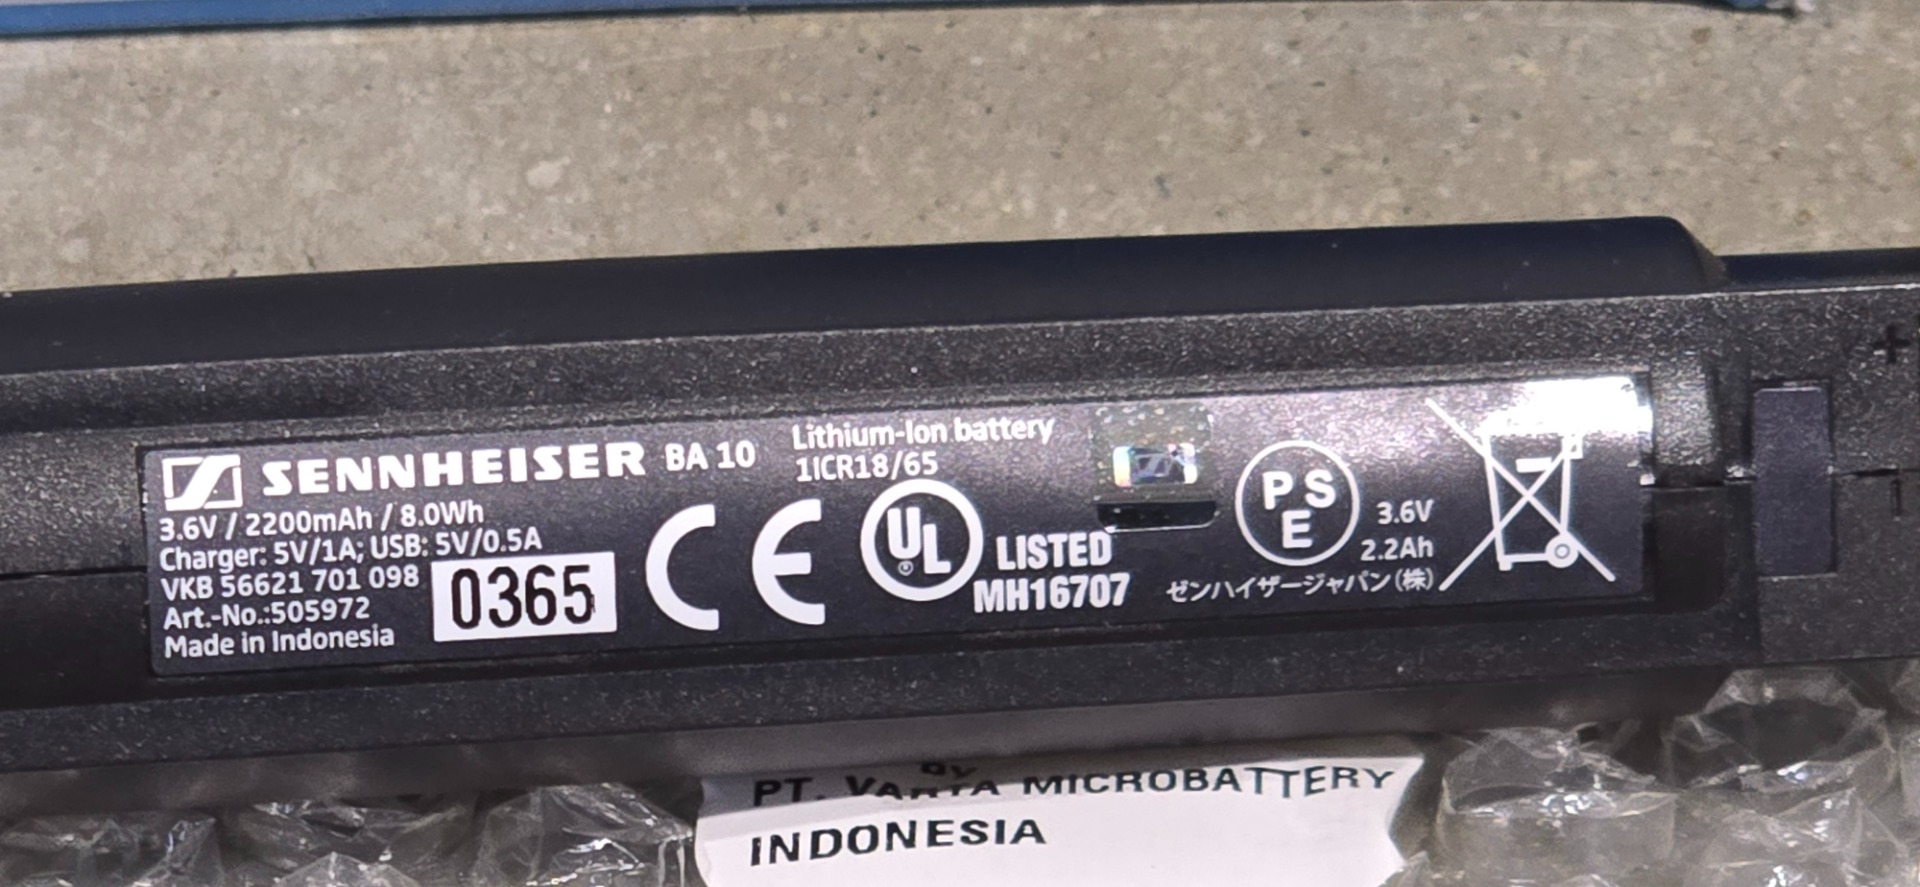 SENNHEISER BA 10
3.6V / 2200mAh / 8.0Wh
Charger: 5V/1A; USB: 5V/0.5A
VKB 56621 701 098
Art.-No.:505972
Made in Indonesia
0365
Lithium-Ion battery
1ICR18/65
CE
UL
®
LISTED
MH16707
PS
E
3.6V
2.2Ah
ゼンハイザージャパン(株)
+
By
PT. VARTA MICROBATTERY
INDONESIA